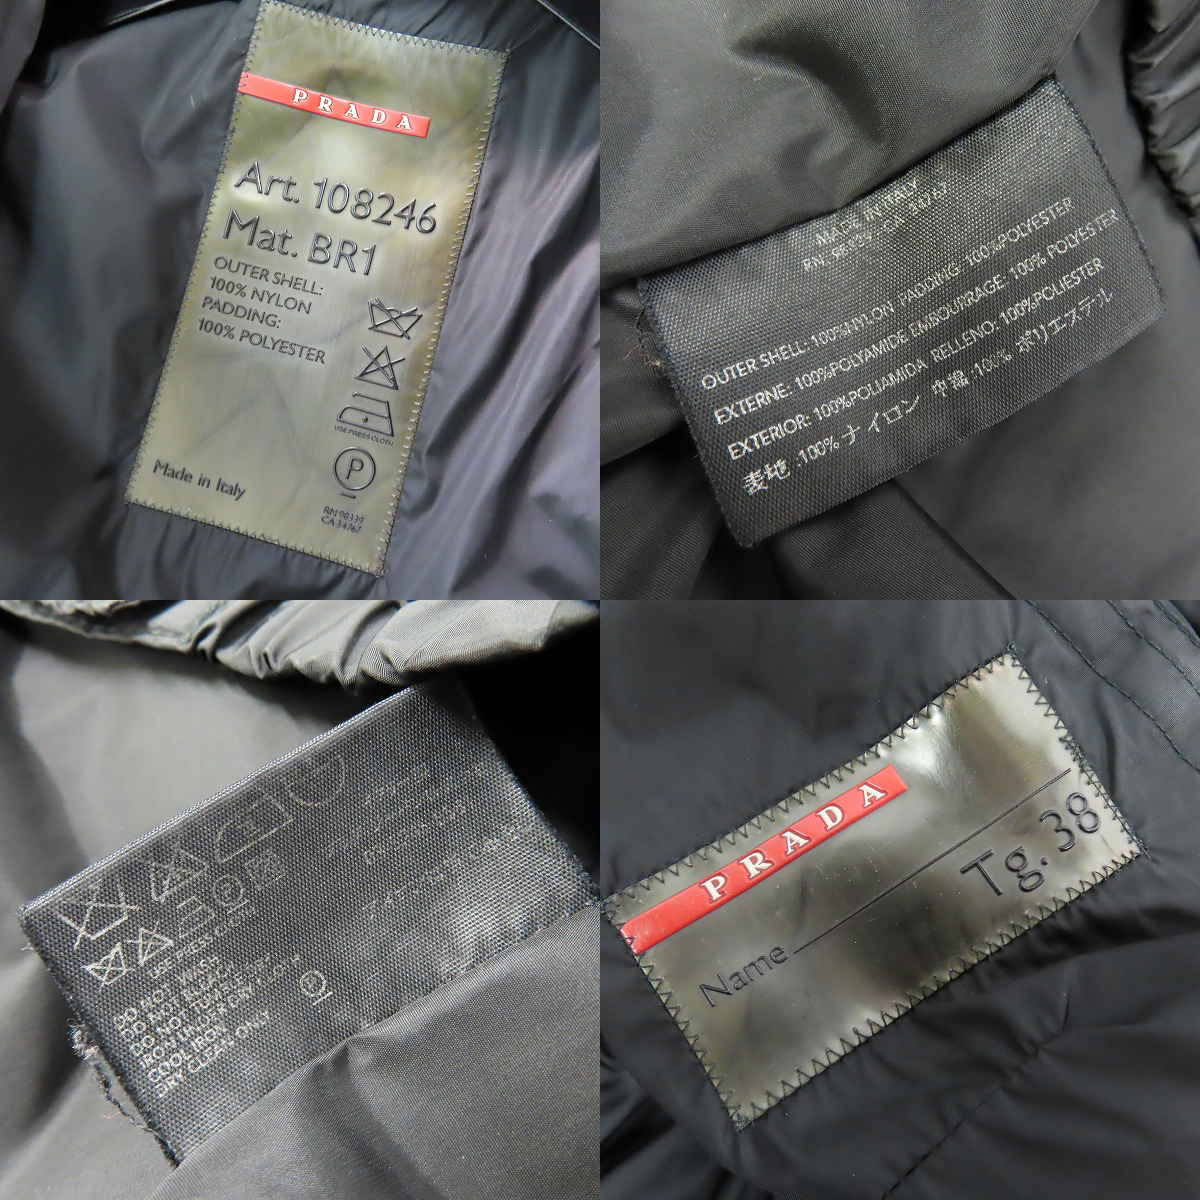 PRADA
Art. 108246
Mat. BR1
OUTER SHELL:
100% NYLON
PADDING:
100% POLYESTER
USE PRESS CLOTH
P
Made in Italy
RN 98339
CA 34767
MADE IN ITALY
OUTER SHELL: 100%NYLON PADDING: 100%POLYESTER
EXTERNE: 100%POLYAMIDE EMBOURRAGE: 100% POLYESTER
EXTERIOR: 100%POLIAMIDA RELLENO: 100%POLIESTER
表地 :100% ナイロン 中綿 :100% ポリエステル
DO NOT BLEACH
DO NOT TUMBLE DRY
COOL IRON
DRY CLEAN ONLY
PRADA
Name
Tg. 38